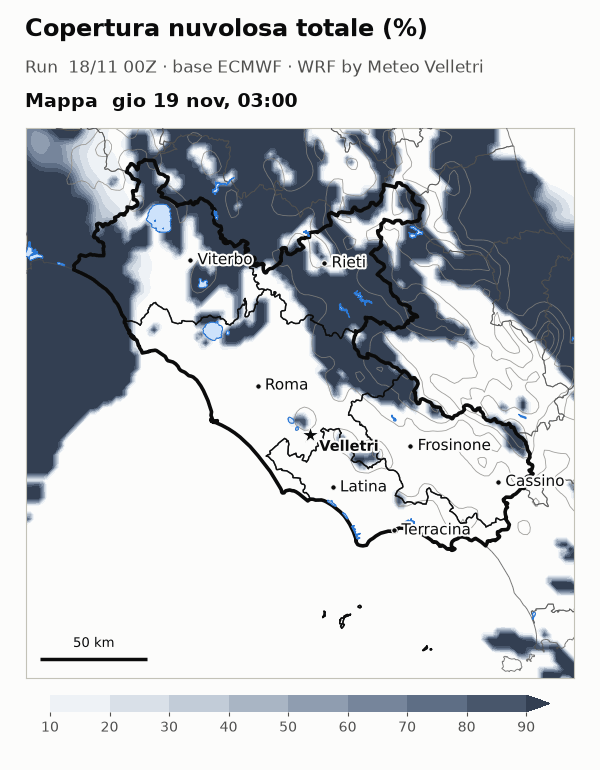 Copertura nuvolosa totale (%)
Run  18/11 00Z · base ECMWF · WRF by Meteo Velletri
Mappa  gio 19 nov, 03:00
Viterbo
Rieti
Roma
Velletri
Frosinone
Latina
Cassino
Terracina
50 km
10 20 30 40 50 60 70 80 90